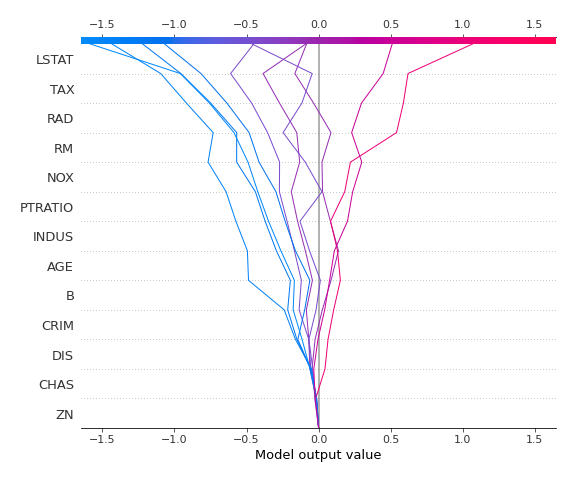 −1.5 −1.0 −0.5 0.0 0.5 1.0 1.5
LSTAT
TAX
RAD
RM
NOX
PTRATIO
INDUS
AGE
B
CRIM
DIS
CHAS
ZN
−1.5 −1.0 −0.5 0.0 0.5 1.0 1.5
Model output value